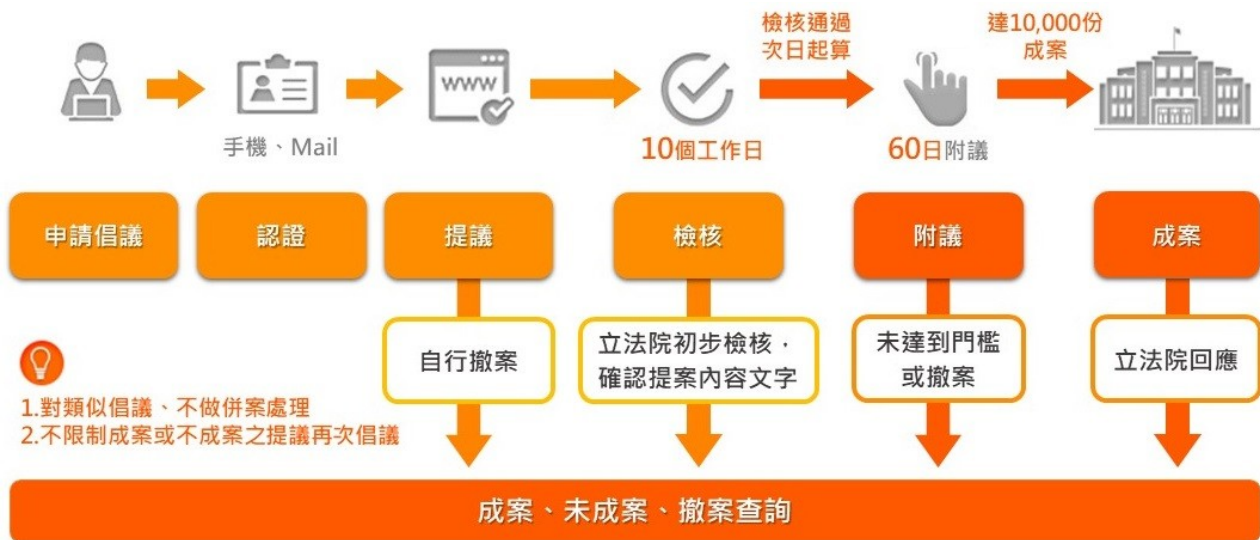 檢核通過
次日起算
達10,000份
成案
www
手機、Mail
10個工作日
60日附議
申請倡議
認證
提議
檢核
附議
成案
自行撤案
立法院初步檢核，
確認提案內容文字
未達到門檻
或撤案
立法院回應
1.對類似倡議、不做併案處理
2.不限制成案或不成案之提議再次倡議
成案、未成案、撤案查詢